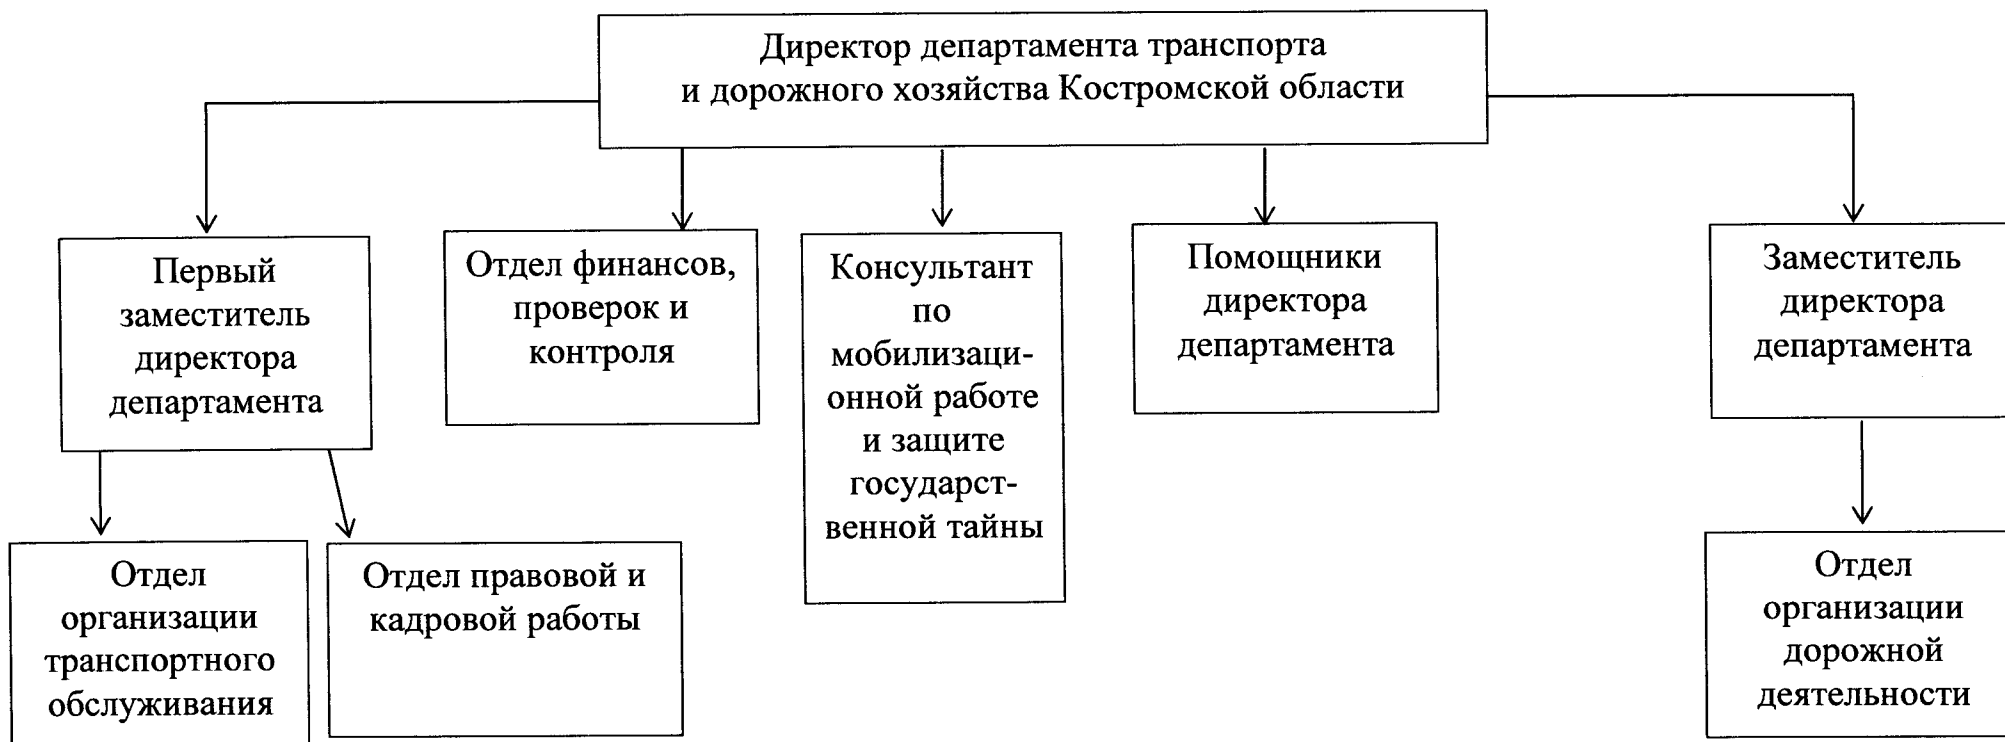 Директор департамента транспорта
и дорожного хозяйства Костромской области
Первый
заместитель
директора
департамента
Отдел финансов,
проверок и
контроля
Консультант
по
мобилизаци-
онной работе
и защите
государст-
венной тайны
Помощники
директора
департамента
Заместитель
директора
департамента
Отдел
организации
транспортного
обслуживания
Отдел правовой и
кадровой работы
Отдел
организации
дорожной
деятельности